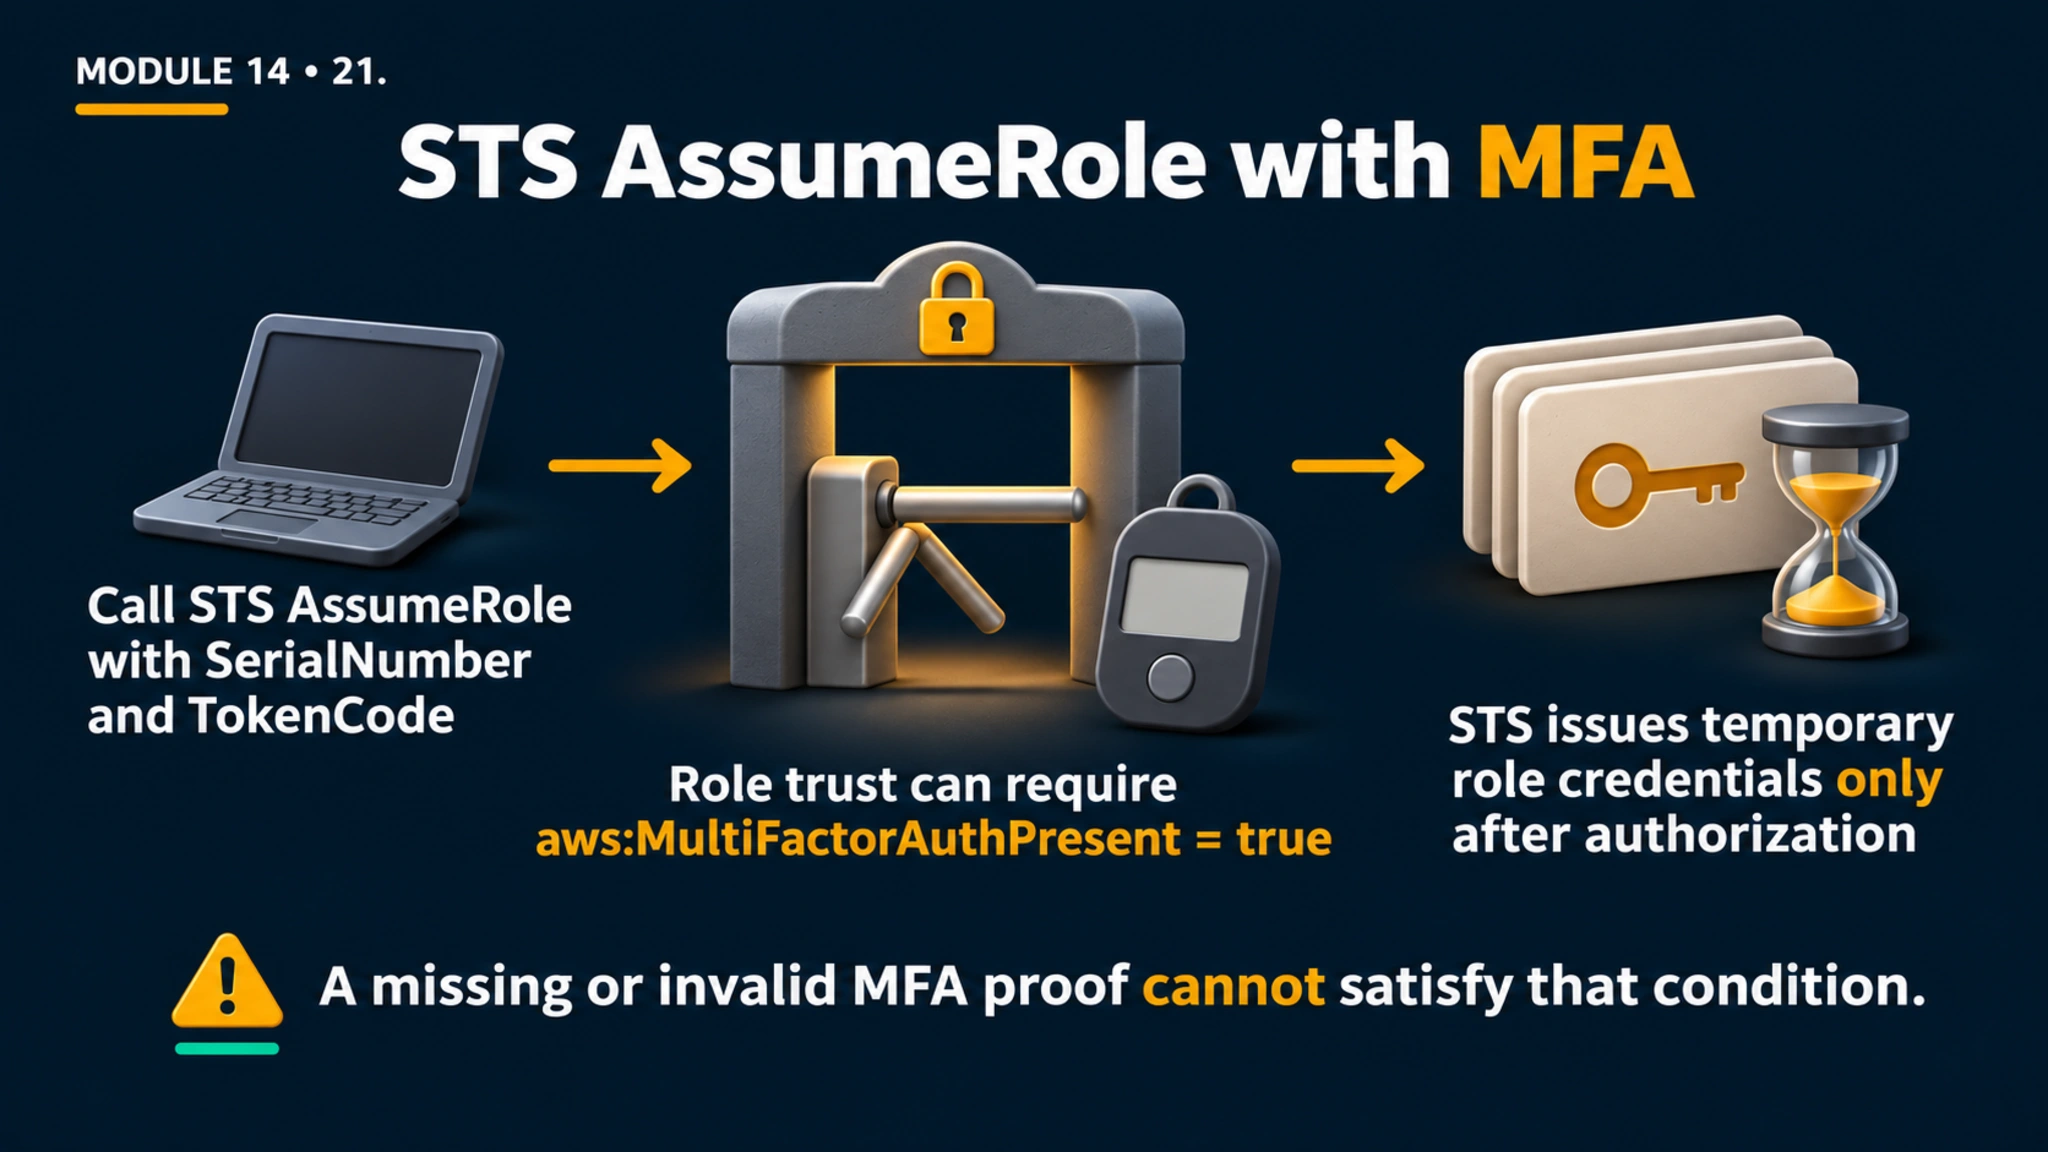 MODULE 14 • 21.
STS AssumeRole with MFA
Call STS AssumeRole
with SerialNumber
and TokenCode
Role trust can require
aws:MultiFactorAuthPresent = true
STS issues temporary
role credentials only
after authorization
A missing or invalid MFA proof cannot satisfy that condition.